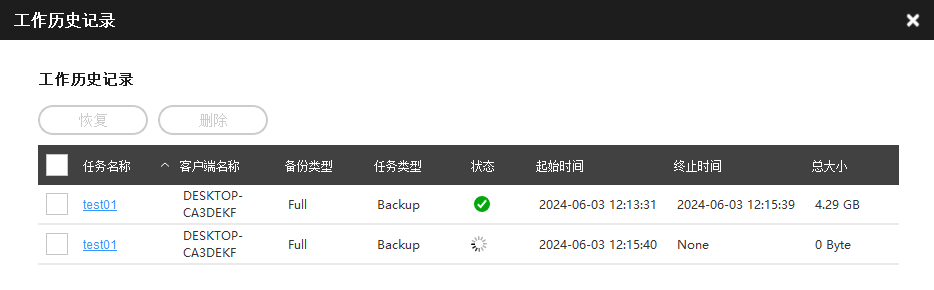 工作历史记录
工作历史记录
恢复 删除
任务名称 客户端名称 备份类型 任务类型 状态 起始时间 终止时间 总大小
test01 DESKTOP-CA3DEKF Full Backup 2024-06-03 12:13:31 2024-06-03 12:15:39 4.29 GB
test01 DESKTOP-CA3DEKF Full Backup 2024-06-03 12:15:40 None 0 Byte